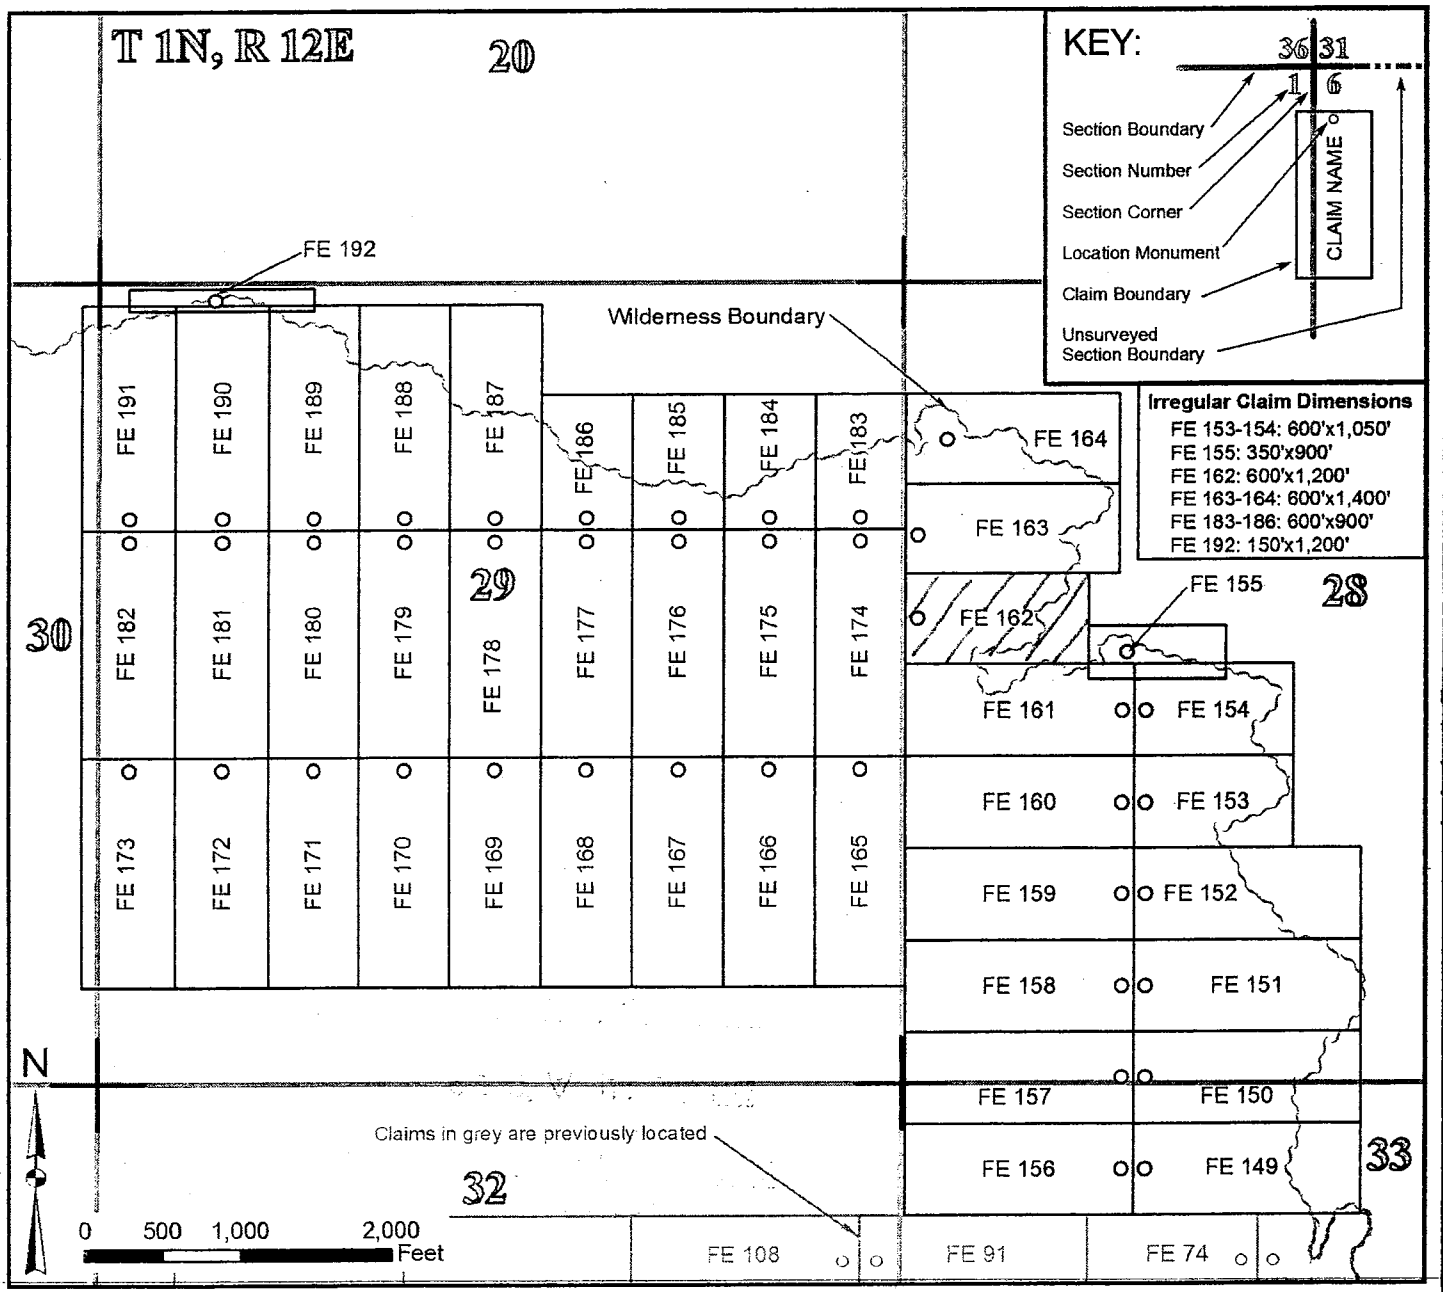 T 1N, R 12E
20
KEY:
36 31
1 6
Section Boundary
Section Number
Section Corner
Location Monument
Claim Boundary
Unsurveyed
Section Boundary
CLAIM NAME
FE 192
Wilderness Boundary
Irregular Claim Dimensions
FE 153-154: 600'x1,050'
FE 155: 350'x900'
FE 162: 600'x1,200'
FE 163-164: 600'x1,400'
FE 183-186: 600'x900'
FE 192: 150'x1,200'
FE 191
FE 190
FE 189
FE 188
FE 187
FE 186
FE 185
FE 184
FE 183
FE 164
FE 163
29
FE 155
28
30
FE 182
FE 181
FE 180
FE 179
FE 178
FE 177
FE 176
FE 175
FE 174
FE 162
FE 161
FE 154
FE 160
FE 153
FE 173
FE 172
FE 171
FE 170
FE 169
FE 168
FE 167
FE 166
FE 165
FE 159
FE 152
FE 158
FE 151
N
FE 157
FE 150
Claims in grey are previously located
32
FE 156
FE 149
33
0 500 1,000 2,000
Feet
FE 108
FE 91
FE 74